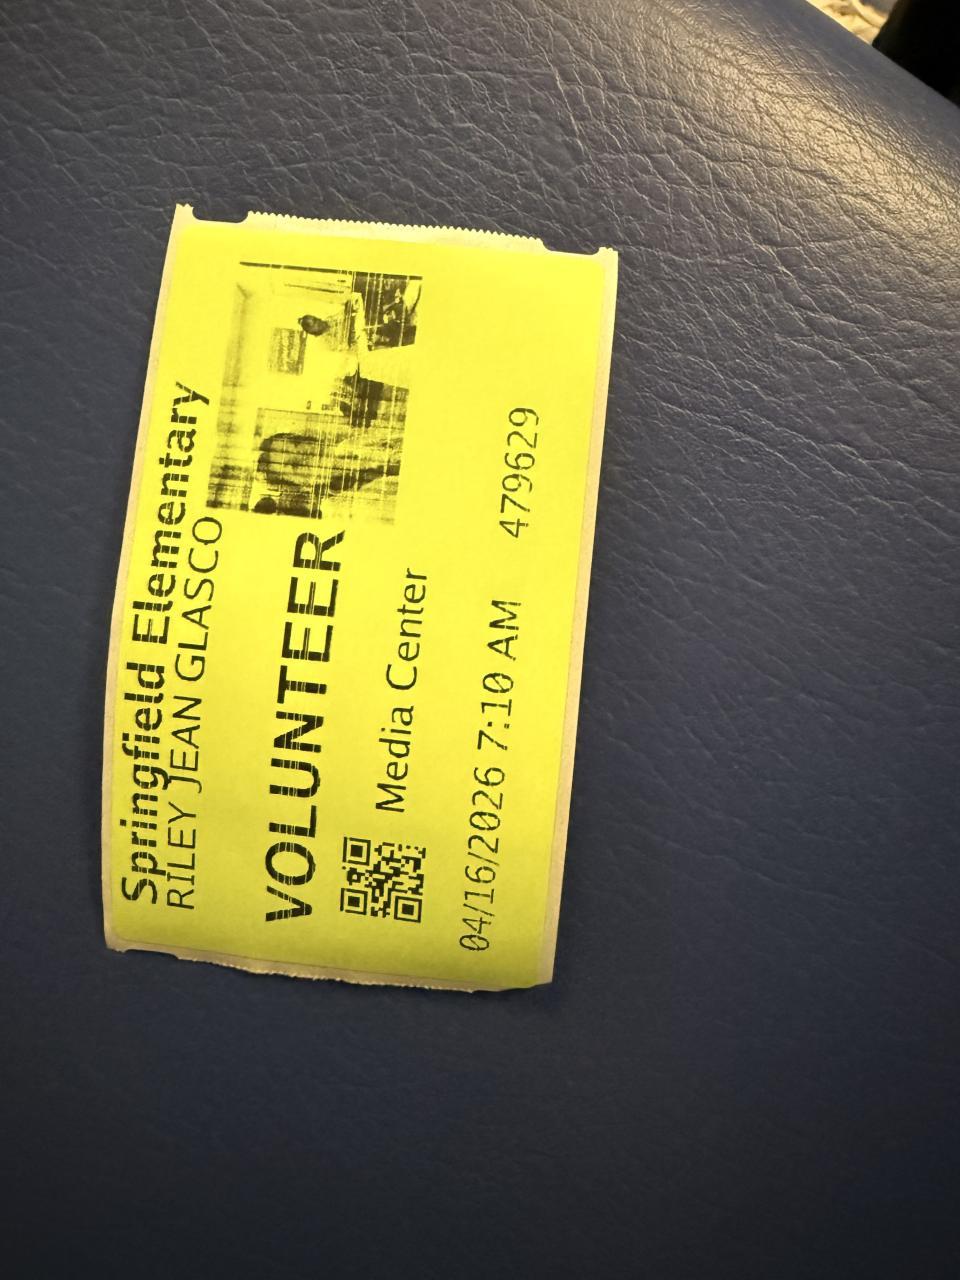 Springfield Elementary
RILEY JEAN GLASCO
VOLUNTEER
Media Center
04/16/2026 7:10 AM 479629